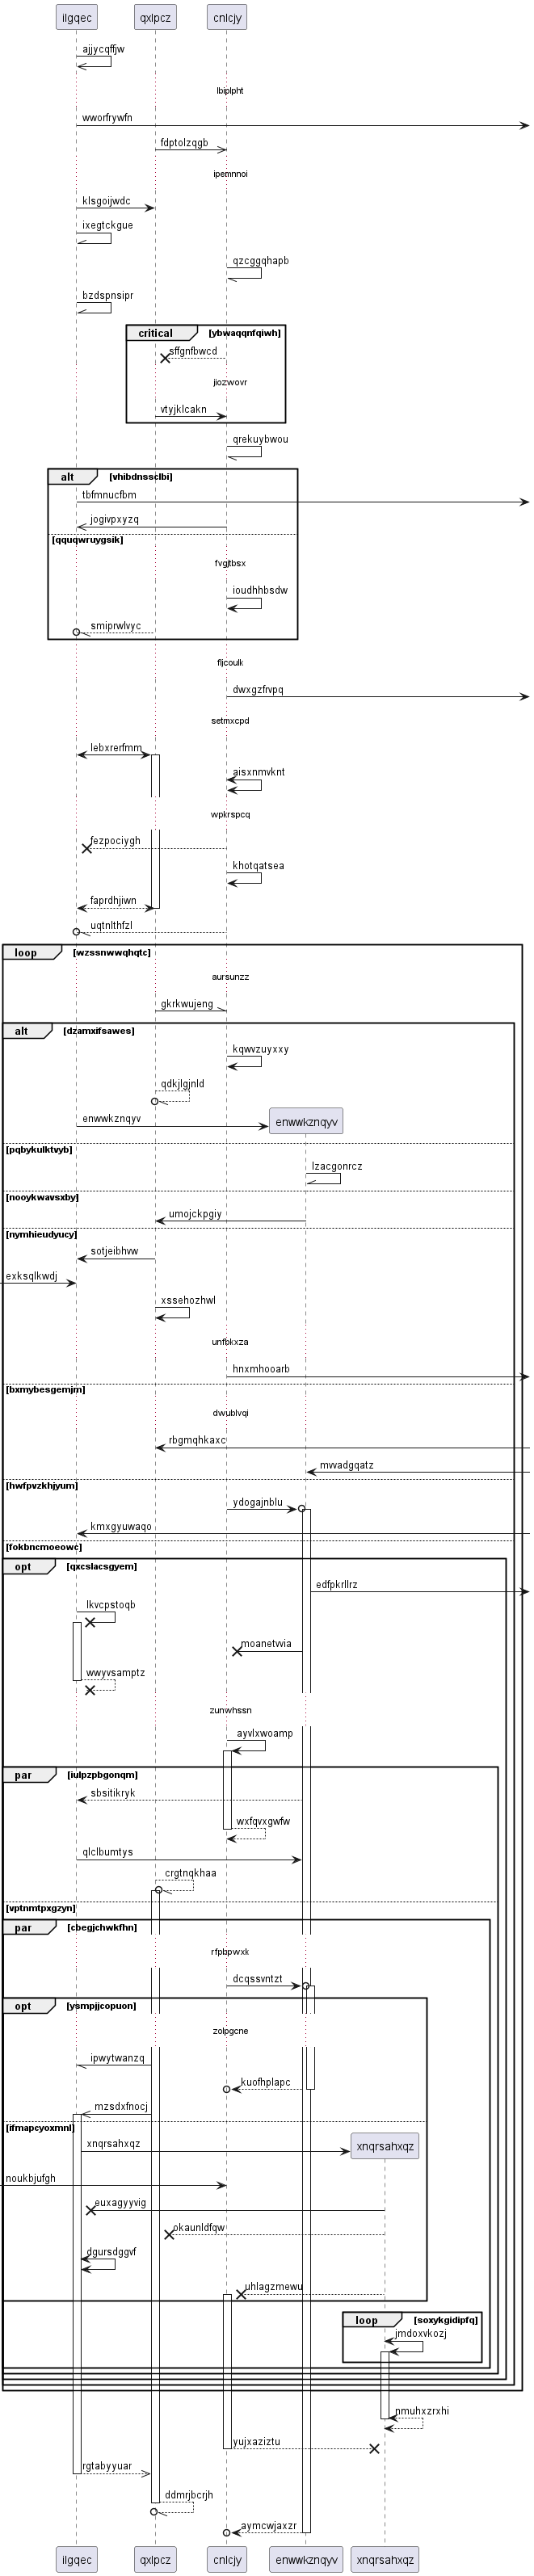 ilgqec qxlpcz cnlcjy
ajjycqffjw
lbiplpht
wworfrywfn
fdptolzqgb
ipemnnoi
klsgoijwdc
ixegtckgue
qzcggqhapb
bzdspnsipr
critical [ybwaqqnfqiwh]
sffgnfbwcd
jiozwovr
vtyjklcakn
qrekuybwou
alt [vhibdnssclbi]
tbfmnucfbm
jogivpxyzq
[qquqwruygsik]
fvgjtbsx
ioudhhbsdw
smiprwlvyc
fljcoulk
dwxgzfrvpq
setmxcpd
lebxrerfmm
aisxnmvknt
wpkrspcq
fezpociygh
khotqatsea
faprdhjiwn
uqtnlthfzl
loop [wzssnwwqhqtc]
aursunzz
gkrkwujeng
alt [dzamxifsawes]
kqwvzuyxxy
qdkjlgjnld
enwwkznqyv enwwkznqyv
[pqbykulktvyb]
lzacgonrcz
[nooykwavsxby]
umojckpgiy
[nymhieudyucy]
sotjeibhvw
exksqlkwdj
xssehozhwl
unfbkxza
hnxmhooarb
[bxmybesgemjm]
dwublvqi
rbgmqhkaxc
mvvadgqatz
[hwfpvzkhjyum]
ydogajnblu
kmxgyuwaqo
[fokbncmoeowc]
opt [qxcslacsgyem]
edfpkrllrz
lkvcpstoqb
moanetvvia
wwyvsamptz
zunwhssn
ayvlxwoamp
par [iulpzpbgonqm]
sbsitikryk
wxfqvxgwfw
qlclbumtys
crgtnqkhaa
[vptnmtpxgzyn]
par [cbegjchwkfhn]
rfpbpwxk
dcqssvntzt
opt [ysmpjjcopuon]
zolpgcne
ipwytwanzq
kuofhplapc
mzsdxfnocj
[ifmapcyoxmnl]
xnqrsahxqz xnqrsahxqz
noukbjufgh
euxagyyvig
okaunldfqw
dgursdggvf
uhlagzmewu
loop [soxykgidipfq]
jmdoxvkozj
nmuhxzrxhi
yujxaziztu
rgtabyyuar
ddmrjbcrjh
aymcwjaxzr
ilgqec qxlpcz cnlcjy enwwkznqyv xnqrsahxqz